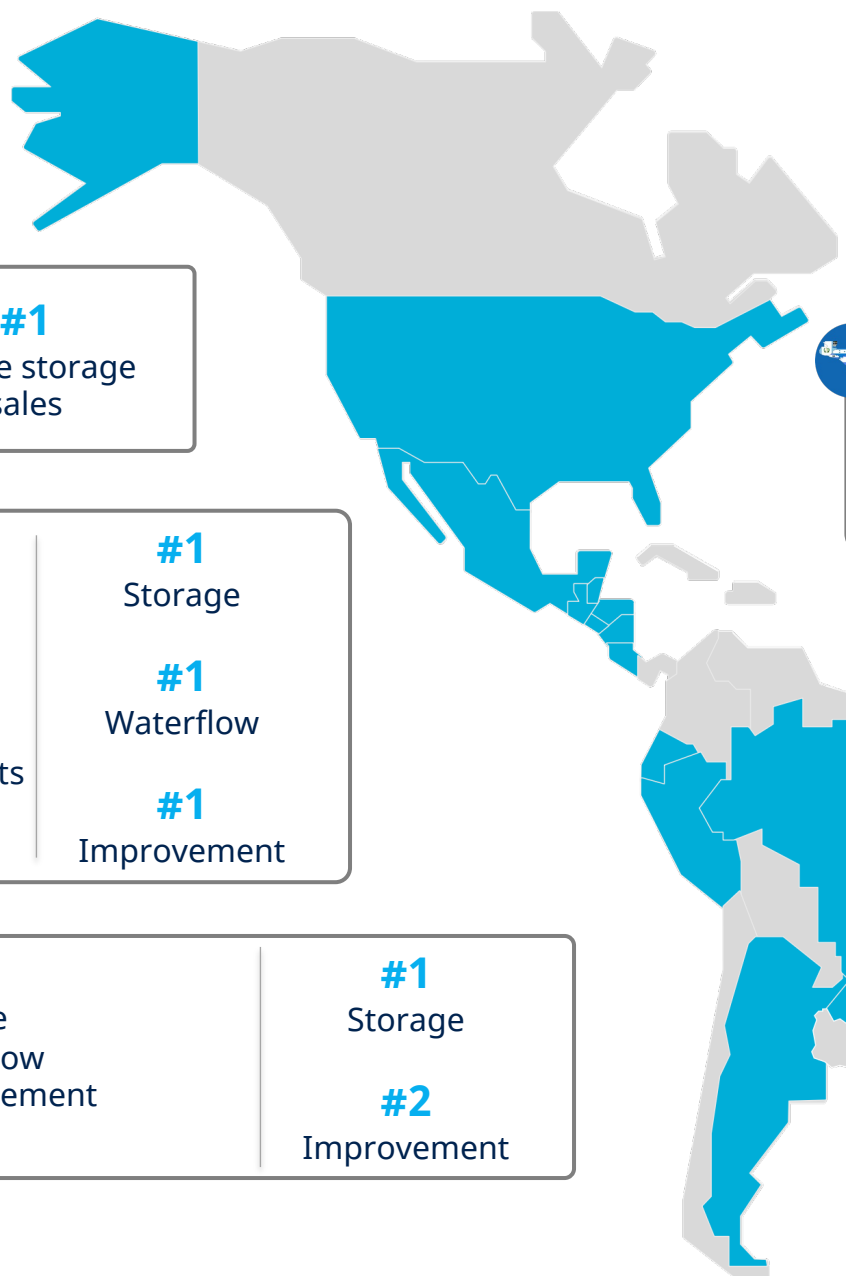 #1
e storage
sales
#1
Storage
#1
Waterflow
ts
#1
Improvement
#1
Storage
e
ow
ement
#2
Improvement